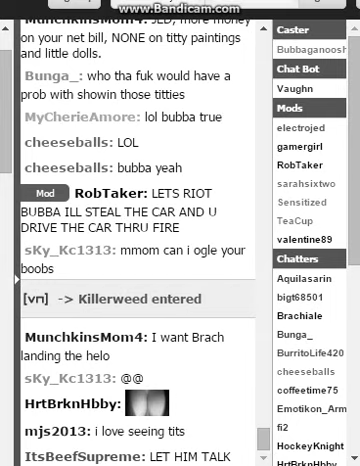 www.Bandicam.com
MunchkinsMom4: JLD, more money
on your net bill, NONE on titty paintings
and little dolls.
Bunga_: who tha fuk would have a
prob with showin those titties
MyCherieAmore: lol bubba true
cheeseballs: LOL
cheeseballs: bubba yeah
Mod RobTaker: LETS RIOT
BUBBA ILL STEAL THE CAR AND U
DRIVE THE CAR THRU FIRE
sKy_Kc1313: mmom can i ogle your
boobs
[vп] -> Killerweed entered
MunchkinsMom4: I want Brach
landing the helo
sKy_Kc1313: @@
HrtBrknHbby:
mjs2013: i love seeing tits
ItsBeefSupreme: LET HIM TALK
Caster
Bubbaganoosh
Chat Bot
Vaughn
Mods
electrojed
gamergirl
RobTaker
sarahsixtwo
Sensitized
TeaCup
valentine89
Chatters
Aquilasarin
bigt68501
Brachiale
Bunga_
BurritoLife420
cheeseballs
coffeetime75
Emotikon_Arm
fi2
HockeyKnight
HrtBrknHbby